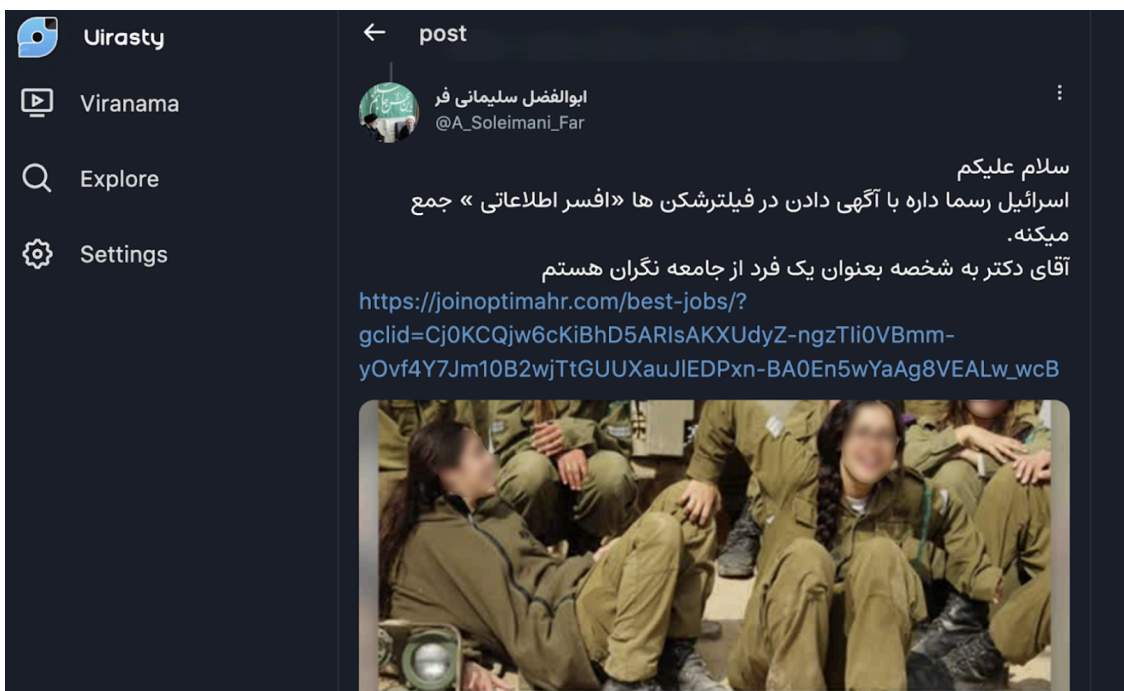 Uirasty
Viranama
Explore
Settings
post
ابوالفضل سلیمانی فر
@A_Soleimani_Far
سلام علیکم
اسرائیل رسما داره با آگهی دادن در فیلترشکن ها «افسر اطلاعاتی » جمع
میکنه.
آقای دکتر به شخصه بعنوان یک فرد از جامعه نگران هستم
https://joinoptimahr.com/best-jobs/?
gclid=Cj0KCQjw6cKiBhD5ARIsAKXUdyZ-ngzTIi0VBmm-
yOvf4Y7Jm10B2wjTtGUUXauJlEDPxn-BA0En5wYaAg8VEALw_wcB